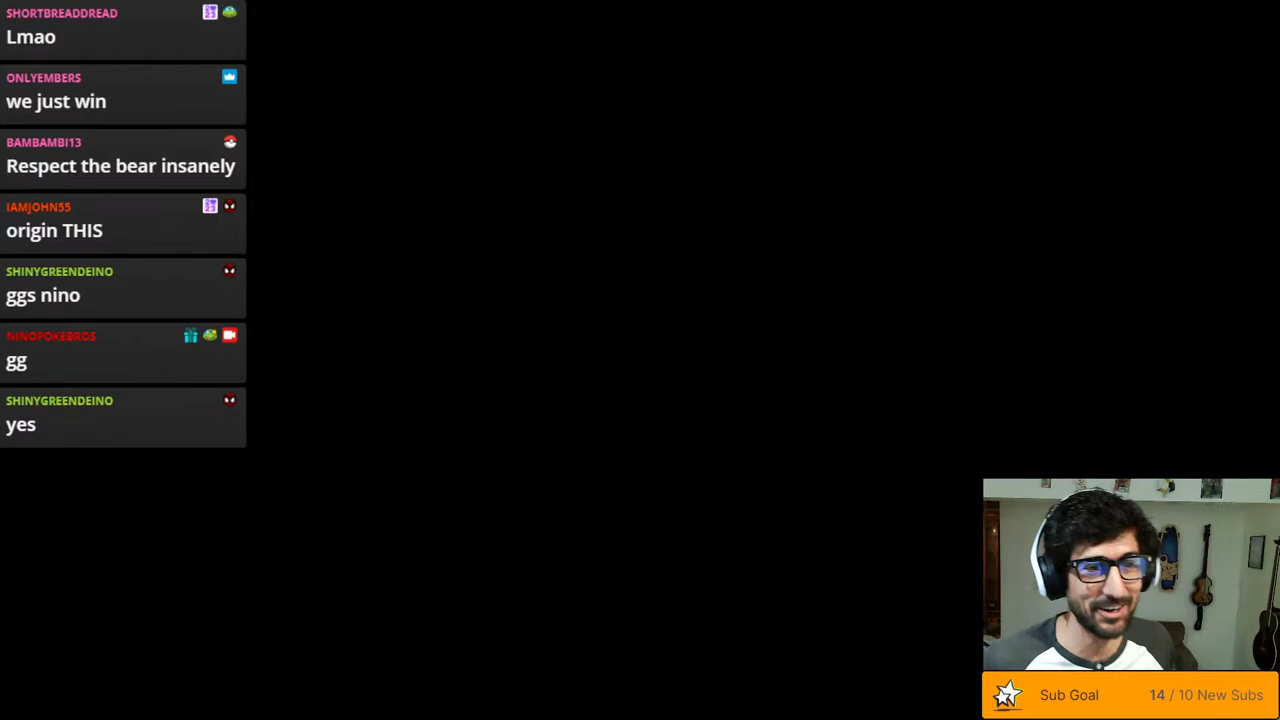 SHORTBREADDREAD
Lmao
ONLYEMBERS
we just win
BAMBAMBI13
Respect the bear insanely
IAMJOHN55
origin THIS
SHINYGREENDEINO
ggs nino
NINOPOKEBROS
gg
SHINYGREENDEINO
yes
Sub Goal 14 / 10 New Subs